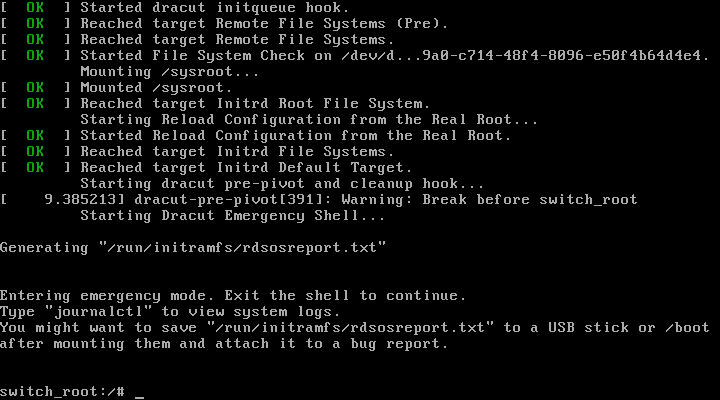 [  OK  ] Started dracut initqueue hook.
[  OK  ] Reached target Remote File Systems (Pre).
[  OK  ] Reached target Remote File Systems.
[  OK  ] Started File System Check on /dev/d...9a0-c714-48f4-8096-e50f4b64d4e4.
         Mounting /sysroot...
[  OK  ] Mounted /sysroot.
[  OK  ] Reached target Initrd Root File System.
         Starting Reload Configuration from the Real Root...
[  OK  ] Started Reload Configuration from the Real Root.
[  OK  ] Reached target Initrd File Systems.
[  OK  ] Reached target Initrd Default Target.
         Starting dracut pre-pivot and cleanup hook...
[    9.385213] dracut-pre-pivot[391]: Warning: Break before switch_root
         Starting Dracut Emergency Shell...
Generating "/run/initramfs/rdsosreport.txt"
Entering emergency mode. Exit the shell to continue.
Type "journalctl" to view system logs.
You might want to save "/run/initramfs/rdsosreport.txt" to a USB stick or /boot
after mounting them and attach it to a bug report.
switch_root:/# _